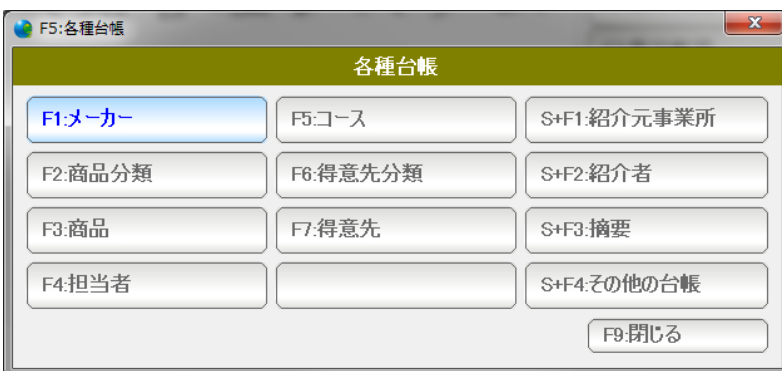 F5:各種台帳
各種台帳
F1:メーカー
F5:コース
S+F1:紹介元事業所
F2:商品分類
F6:得意先分類
S+F2:紹介者
F3:商品
F7:得意先
S+F3:摘要
F4:担当者
S+F4:その他の台帳
F9:閉じる